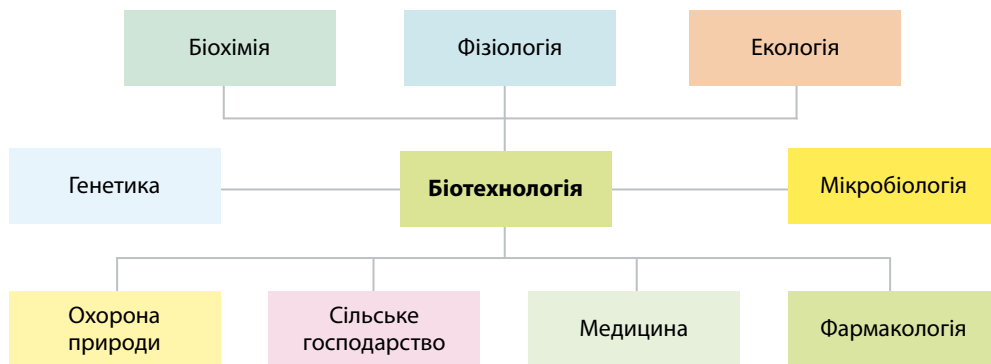 Біохімія
Фізіологія
Екологія
Генетика
Біотехнологія
Мікробіологія
Охорона
природи
Сільське
господарство
Медицина
Фармакологія